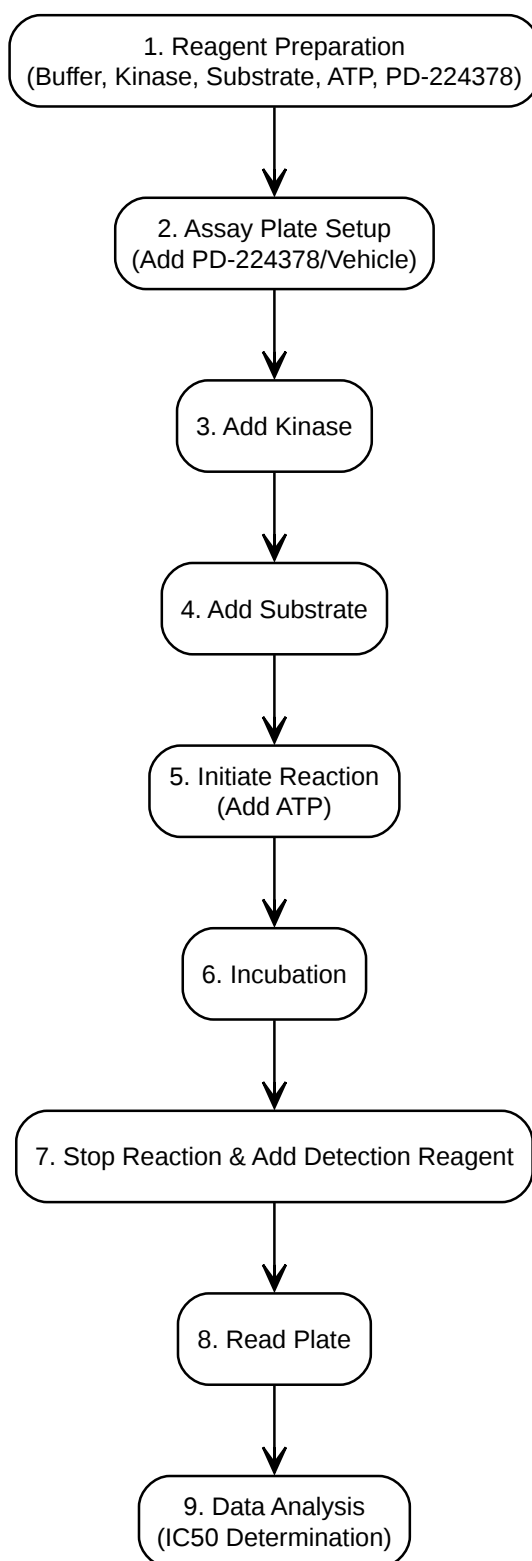 1. Reagent Preparation
(Buffer, Kinase, Substrate, ATP, PD-224378)
2. Assay Plate Setup
(Add PD-224378/Vehicle)
3. Add Kinase
4. Add Substrate
5. Initiate Reaction
(Add ATP)
6. Incubation
7. Stop Reaction & Add Detection Reagent
8. Read Plate
9. Data Analysis
(IC50 Determination)